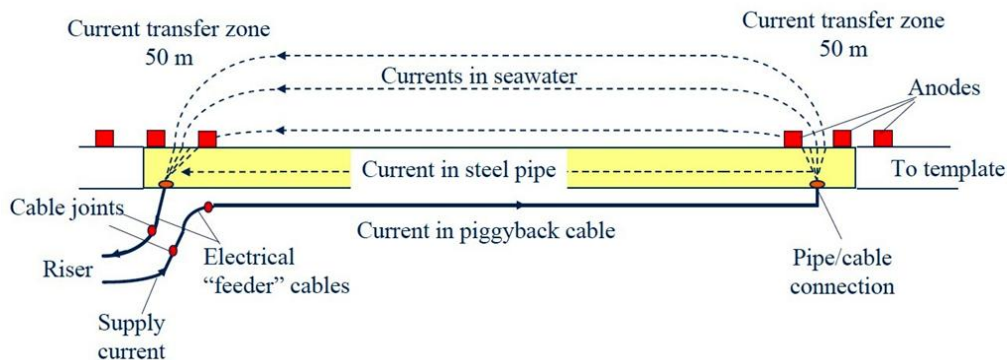 Current transfer zone
50 m
Current transfer zone
50 m
Currents in seawater
Anodes
Current in steel pipe
To template
Cable joints
Current in piggyback cable
Riser
Electrical
“feeder” cables
Pipe/cable
connection
Supply
current